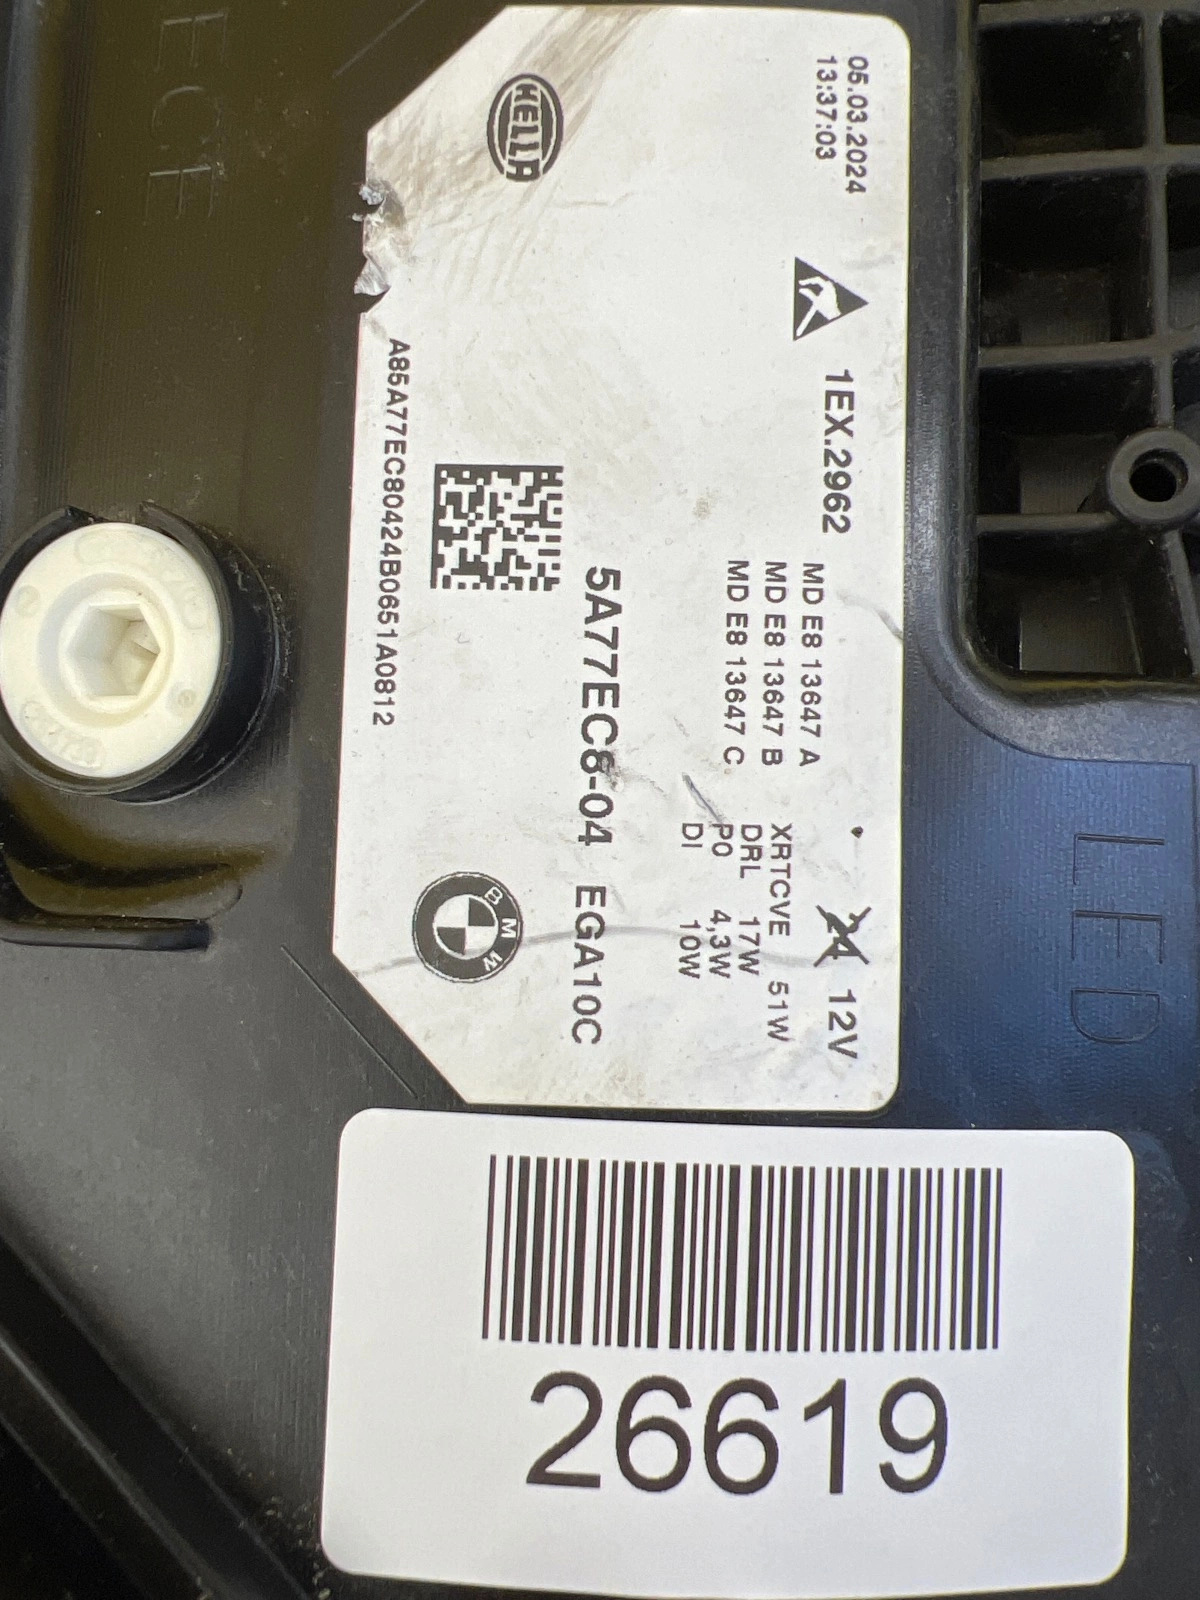 ECE
HELLA
05.03.2024
13:37:03
1EX.2962
MD E8 13647 A
MD E8 13647 B
MD E8 13647 C
24 12V
XRTCVE 51W
DRL 17W
PO 4,3W
DI 10W
5A77EC8-04 EGA10C
A85A77EC80424B0651A0812
BMW
LED
26619